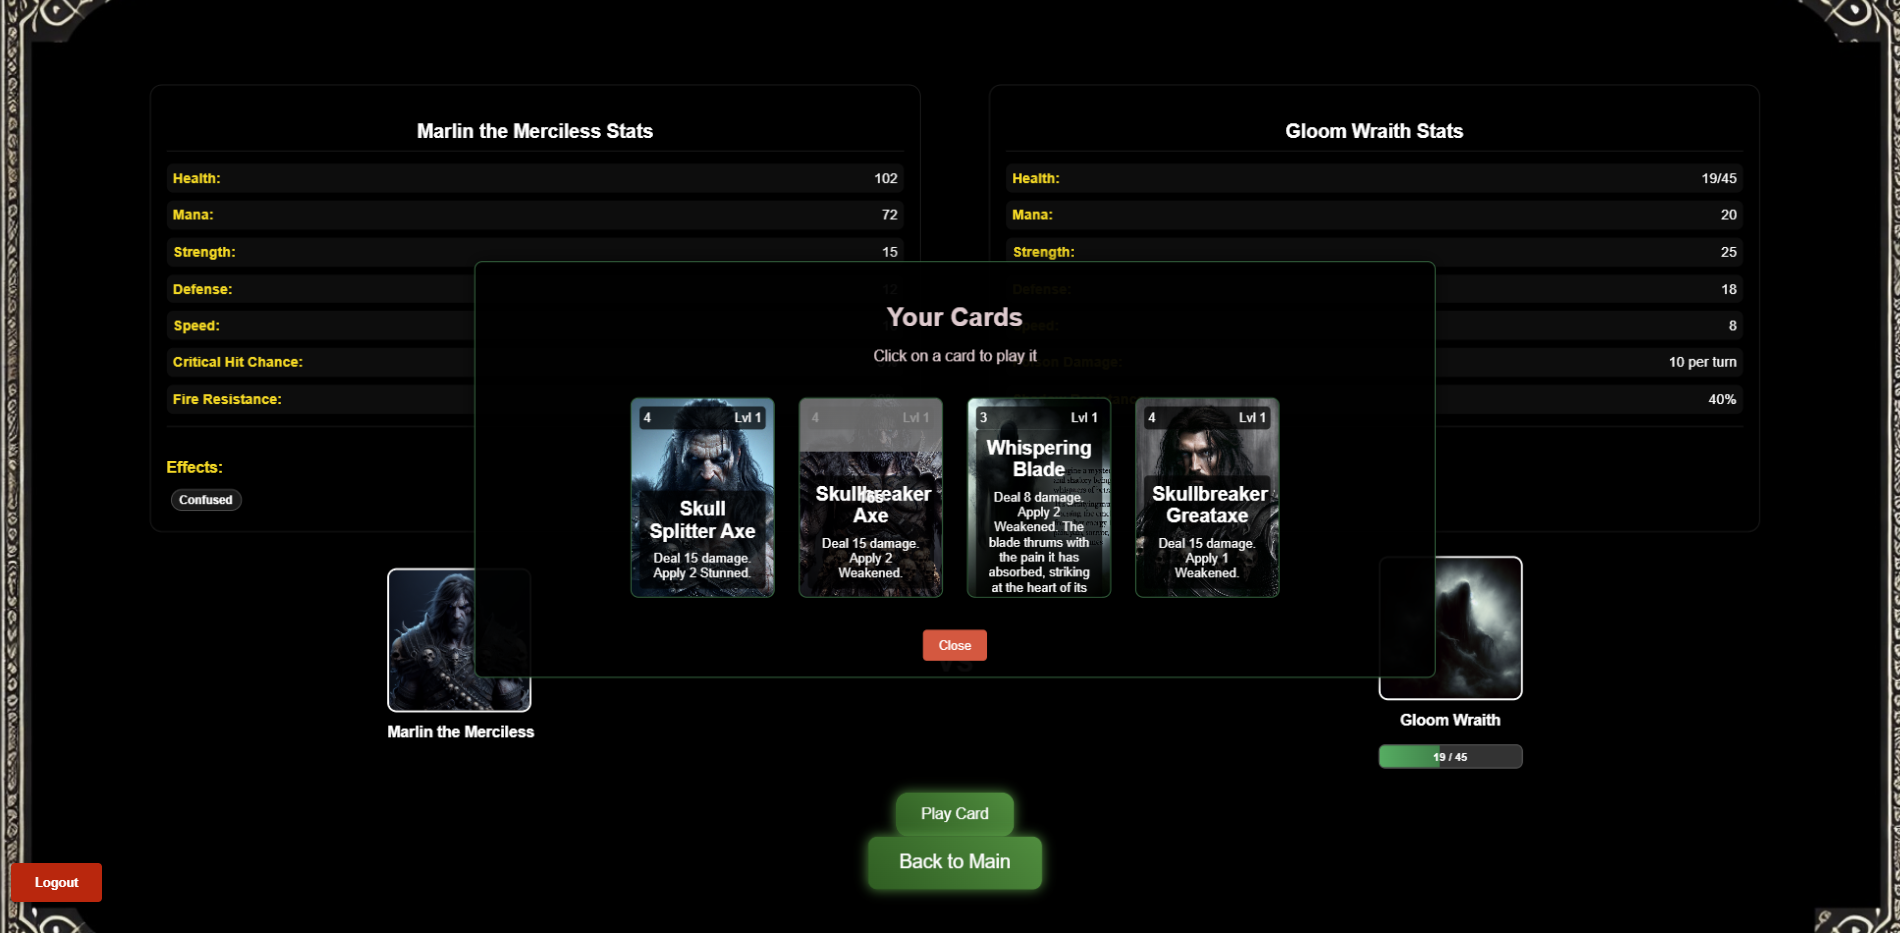 Marlin the Merciless Stats
Health:
102
Mana:
72
Strength:
15
Defense:
12
Speed:
Critical Hit Chance:
Fire Resistance:
Effects:
Confused
Gloom Wraith Stats
Health:
19/45
Mana:
20
Strength:
25
Defense:
18
Speed:
8
Poison Damage:
10 per turn
40%
Your Cards
Click on a card to play it
4
Lvl 1
Skull
Splitter Axe
Deal 15 damage.
Apply 2 Stunned.
4
Lvl 1
Skullbreaker
Axe
Deal 15 damage.
Apply 2
Weakened.
3
Lvl 1
Whispering
Blade
Deal 8 damage.
Apply 2
Weakened. The
blade thrums with
the pain it has
absorbed, striking
at the heart of its
4
Lvl 1
Skullbreaker
Greataxe
Deal 15 damage.
Apply 1
Weakened.
Close
VS
Marlin the Merciless
Gloom Wraith
19 / 45
Play Card
Back to Main
Logout